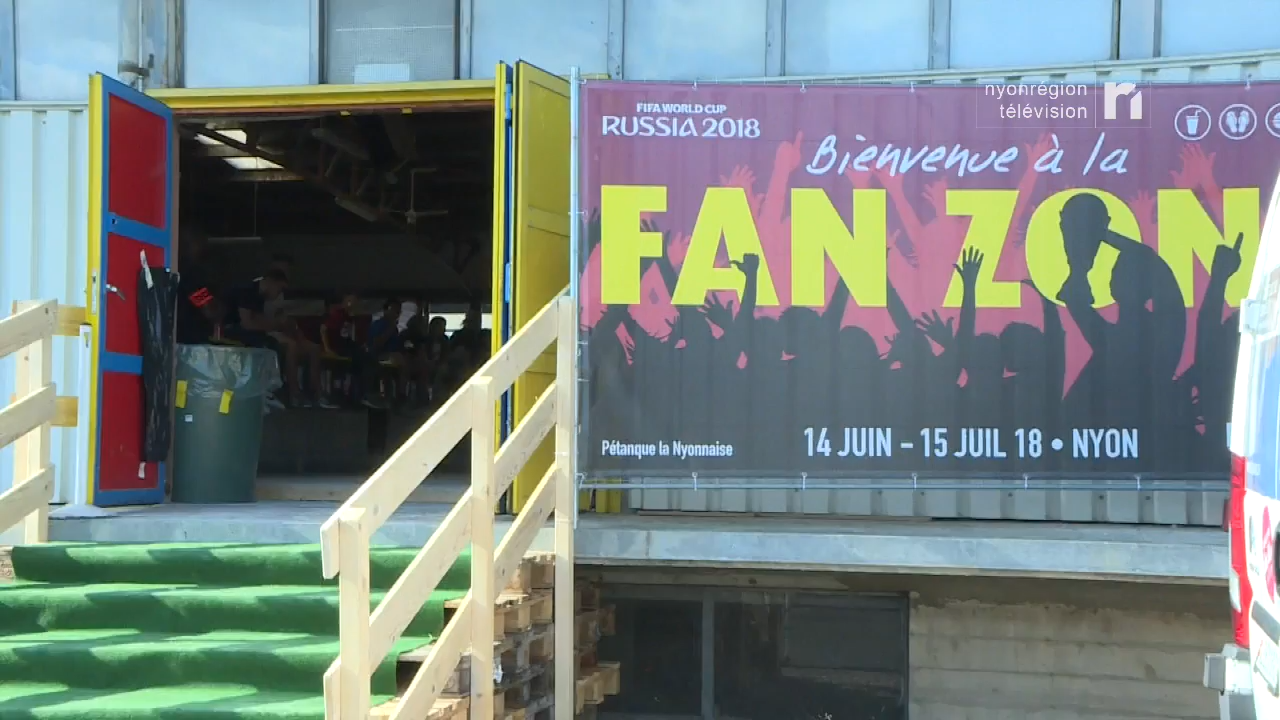 nyonrégion
télévision
FIFA WORLD CUP
RUSSIA 2018
Bienvenue à la
FAN ZON
Pétanque la Nyonnaise
14 JUIN – 15 JUIL 18 • NYON